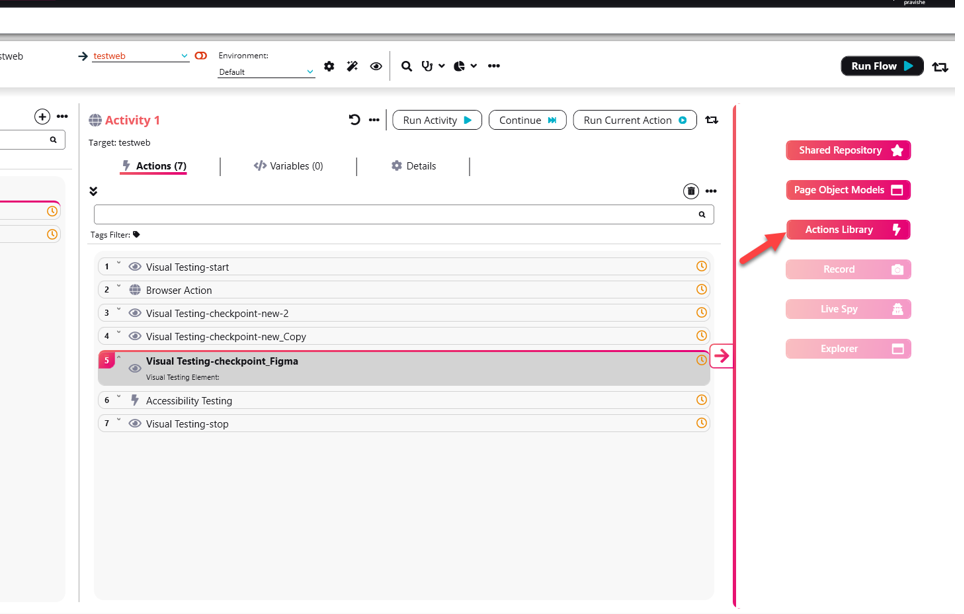 pravishe
stweb
testweb
Environment:
Default
Run Flow
Activity 1
Run Activity
Continue
Run Current Action
Target: testweb
Actions (7)
Variables (0)
Details
Tags Filter:
1 Visual Testing-start
2 Browser Action
3 Visual Testing-checkpoint-new-2
4 Visual Testing-checkpoint-new_Copy
5 Visual Testing-checkpoint_Figma
Visual Testing Element:
6 Accessibility Testing
7 Visual Testing-stop
Shared Repository
Page Object Models
Actions Library
Record
Live Spy
Explorer